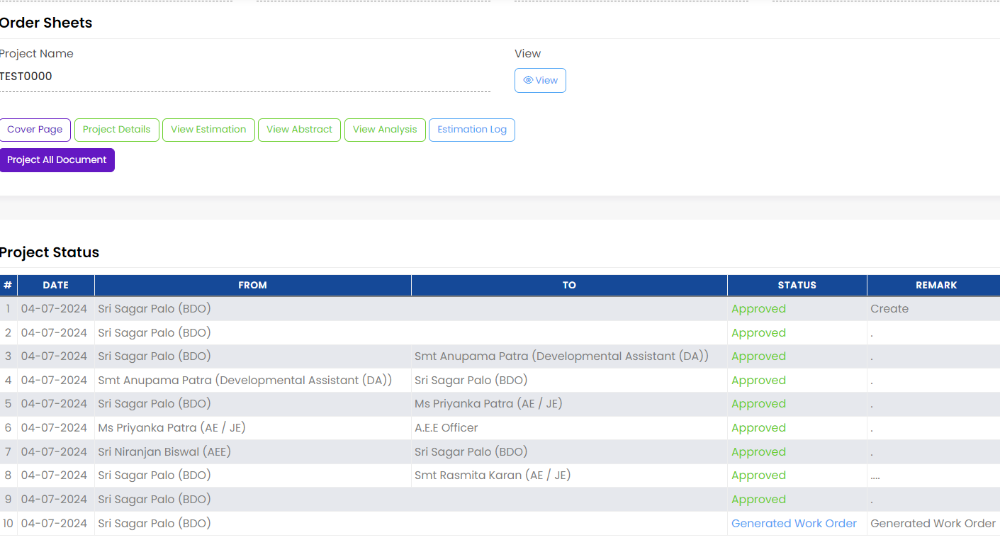 Order Sheets
Project Name View
TEST0000 View
Cover Page Project Details View Estimation View Abstract View Analysis Estimation Log
Project All Document
Project Status
# DATE FROM TO STATUS REMARK
1 04-07-2024 Sri Sagar Palo (BDO) Approved Create
2 04-07-2024 Sri Sagar Palo (BDO) Approved .
3 04-07-2024 Sri Sagar Palo (BDO) Smt Anupama Patra (Developmental Assistant (DA)) Approved .
4 04-07-2024 Smt Anupama Patra (Developmental Assistant (DA)) Sri Sagar Palo (BDO) Approved .
5 04-07-2024 Sri Sagar Palo (BDO) Ms Priyanka Patra (AE / JE) Approved .
6 04-07-2024 Ms Priyanka Patra (AE / JE) A.E.E Officer Approved .
7 04-07-2024 Sri Niranjan Biswal (AEE) Sri Sagar Palo (BDO) Approved .
8 04-07-2024 Sri Sagar Palo (BDO) Smt Rasmita Karan (AE / JE) Approved ....
9 04-07-2024 Sri Sagar Palo (BDO) Approved .
10 04-07-2024 Sri Sagar Palo (BDO) Generated Work Order Generated Work Order